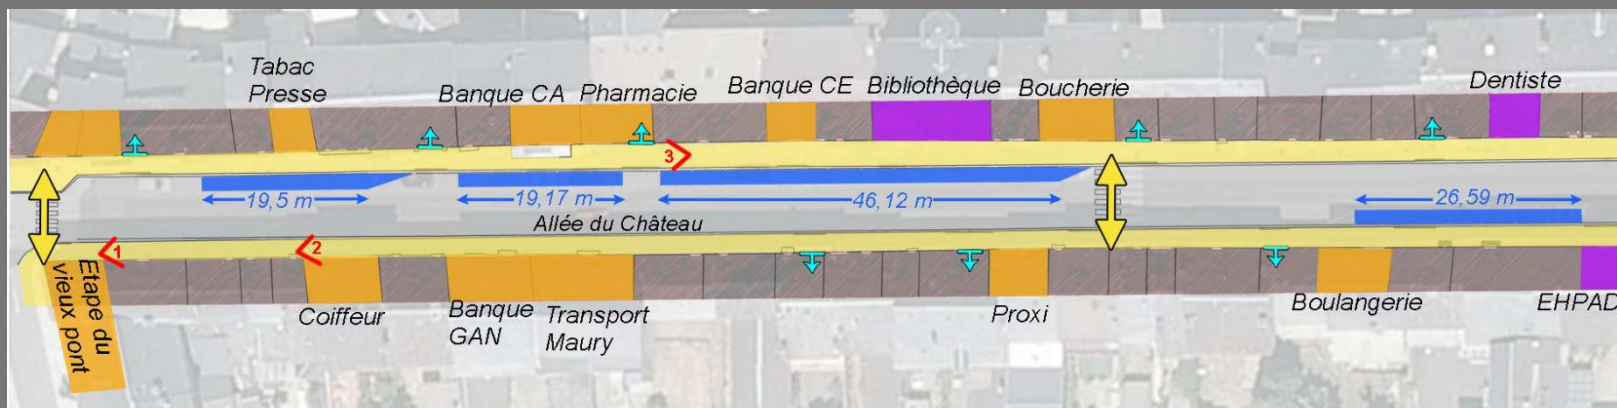 Tabac
Presse
Banque CA
Pharmacie
Banque CE
Bibliothèque
Boucherie
Dentiste
3
19,5 m
19,17 m
46,12 m
26,59 m
Allée du Château
1
2
Etape du
vieux pont
Coiffeur
Banque
GAN
Transport
Maury
Proxi
Boulangerie
EHPAD